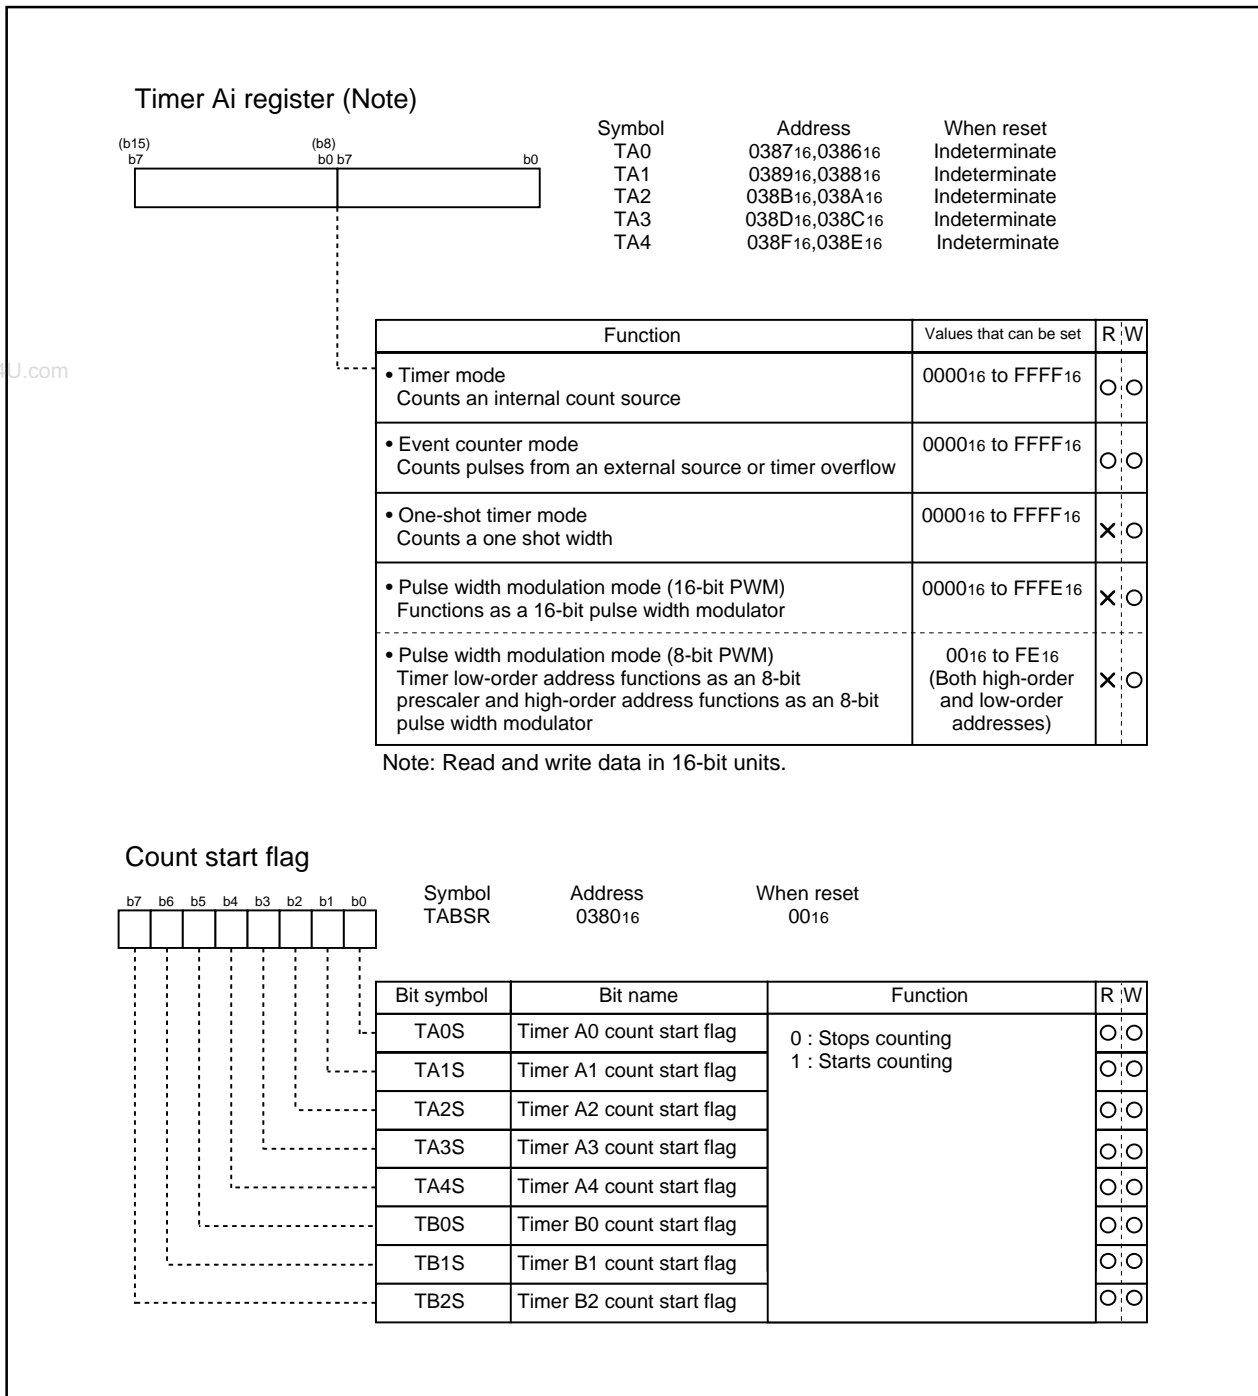 Timer Ai register (Note)
Symbol Address When reset
(b15) (b8)
b7 b0 b7 b0
TA0 038716,038616 Indeterminate
TA1 038916,038816 Indeterminate
TA2 038B16,038A16 Indeterminate
TA3 038D16,038C16 Indeterminate
TA4 038F16,038E16 Indeterminate
Function Values that can be set R W
4U.com
• Timer mode 000016 to FFFF16
Counts an internal count source
• Event counter mode 000016 to FFFF16
Counts pulses from an external source or timer overflow
• One-shot timer mode 000016 to FFFF16
Counts a one shot width
• Pulse width modulation mode (16-bit PWM) 000016 to FFFE16
Functions as a 16-bit pulse width modulator
• Pulse width modulation mode (8-bit PWM) 0016 to FE16
Timer low-order address functions as an 8-bit (Both high-order
prescaler and high-order address functions as an 8-bit and low-order
pulse width modulator addresses)
Note: Read and write data in 16-bit units.
Count start flag
b7 b6 b5 b4 b3 b2 b1 b0
Symbol Address When reset
TABSR 038016 0016
Bit symbol Bit name Function R W
TA0S Timer A0 count start flag 0 : Stops counting
1 : Starts counting
TA1S Timer A1 count start flag
TA2S Timer A2 count start flag
TA3S Timer A3 count start flag
TA4S Timer A4 count start flag
TB0S Timer B0 count start flag
TB1S Timer B1 count start flag
TB2S Timer B2 count start flag